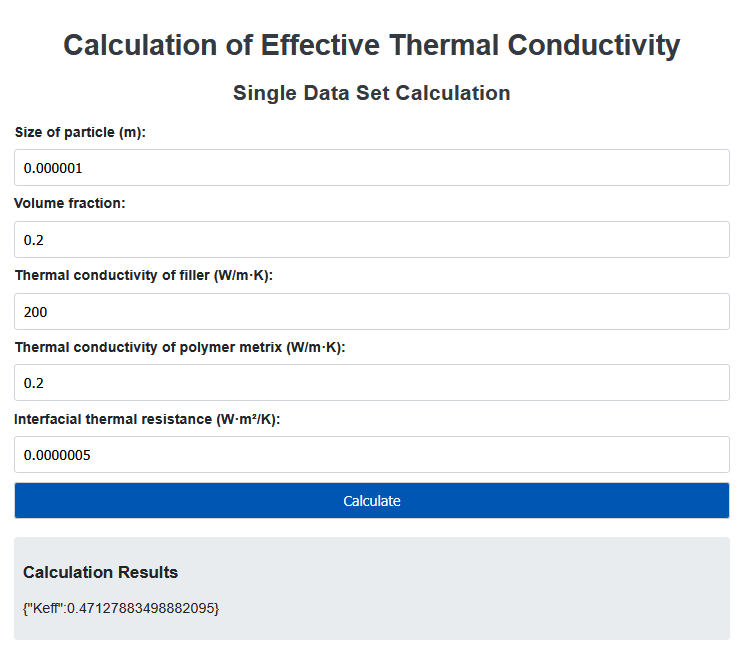 Calculation of Effective Thermal Conductivity
Single Data Set Calculation
Size of particle (m):
0.000001
Volume fraction:
0.2
Thermal conductivity of filler (W/m·K):
200
Thermal conductivity of polymer metrix (W/m·K):
0.2
Interfacial thermal resistance (W·m²/K):
0.0000005
Calculate
Calculation Results
{"Keff":0.47127883498882095}